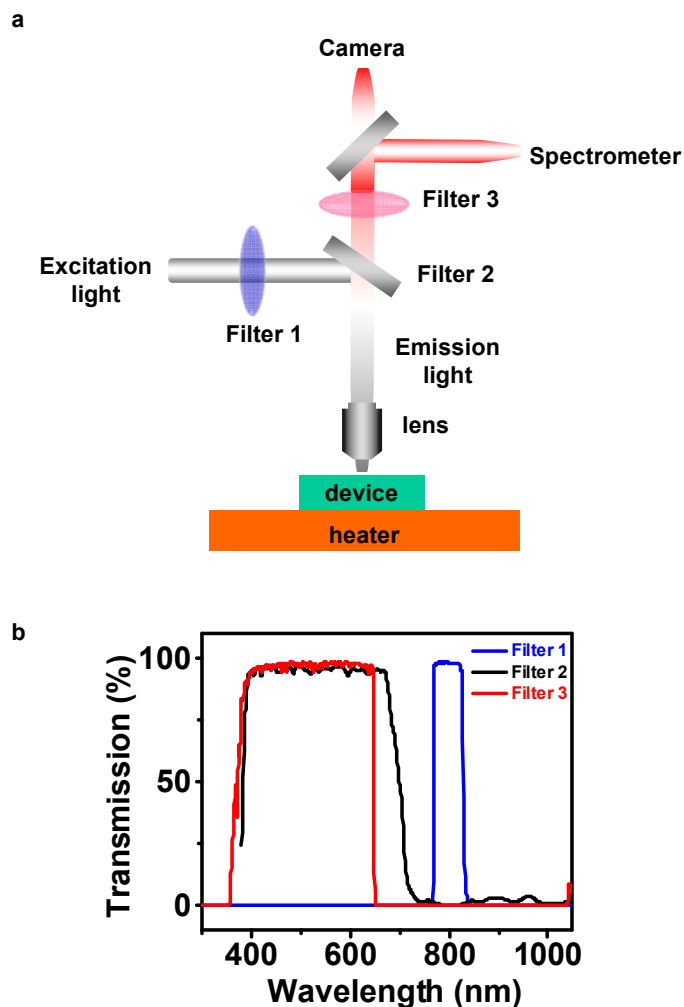 a
Camera
Spectrometer
Filter 3
Excitation
light
Filter 2
Filter 1
Emission
light
lens
device
heater
b
Transmission (%)
100
50
0
Filter 1
Filter 2
Filter 3
400
600
800
1000
Wavelength (nm)